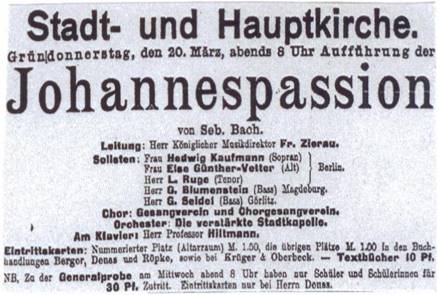 Stadt- und Hauptkirche.
Gründonnerstag, den 20. März, abends 8 Uhr Aufführung der
Johannespassion
von Seb. Bach.
Leitung: Herr Königlicher Musikdirektor Fr. Zierau.
Solisten: Frau Hedwig Kaufmann (Sopran)
Frau Else Günther-Vetter (Alt) } Berlin.
Herr L. Ruge (Tenor)
Herr G. Blumenstein (Bass) Magdeburg.
Herr G. Seidel (Bass) Görlitz.
Chor: Gesangverein und Chorgesangverein.
Orchester: Die verstärkte Stadtkapelle.
Am Klavier: Herr Professor Hiltmann.
Eintrittskarten: Nummerierter Platz (Altarraum) M. 1.50, die übrigen Plätze M. 1.00 in den Buch-
handlungen Berger, Denas und Röpke, sowie bei Krüger & Oberbeck. — Textbücher 10 Pf.
NB. Zu der Generalprobe am Mittwoch abend 8 Uhr haben nur Schüler und Schülerinnen für
30 Pf. Zutritt. Eintrittskarten nur bei Herrn Denas.